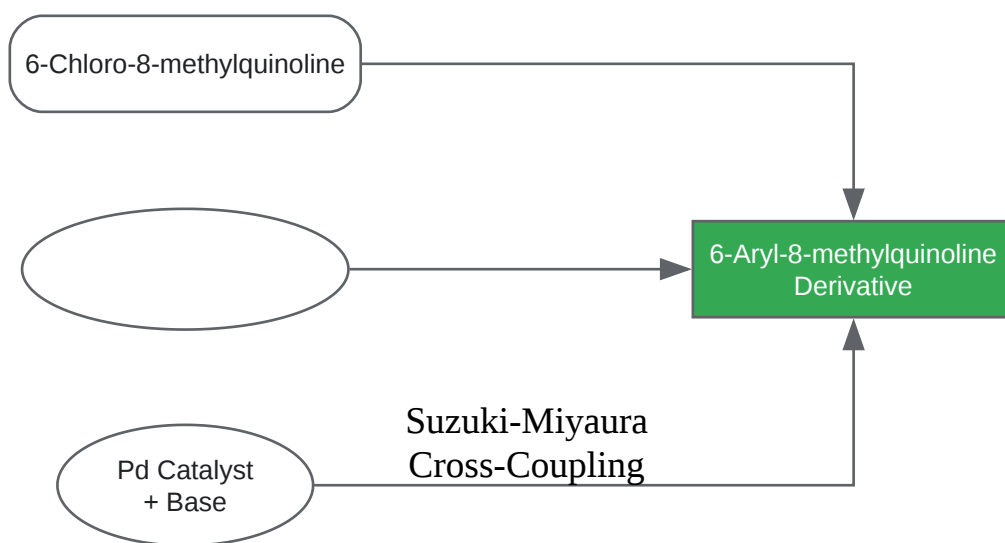 6-Chloro-8-methylquinoline
6-Aryl-8-methylquinoline
Derivative
Suzuki-Miyaura
Cross-Coupling
Pd Catalyst
+ Base